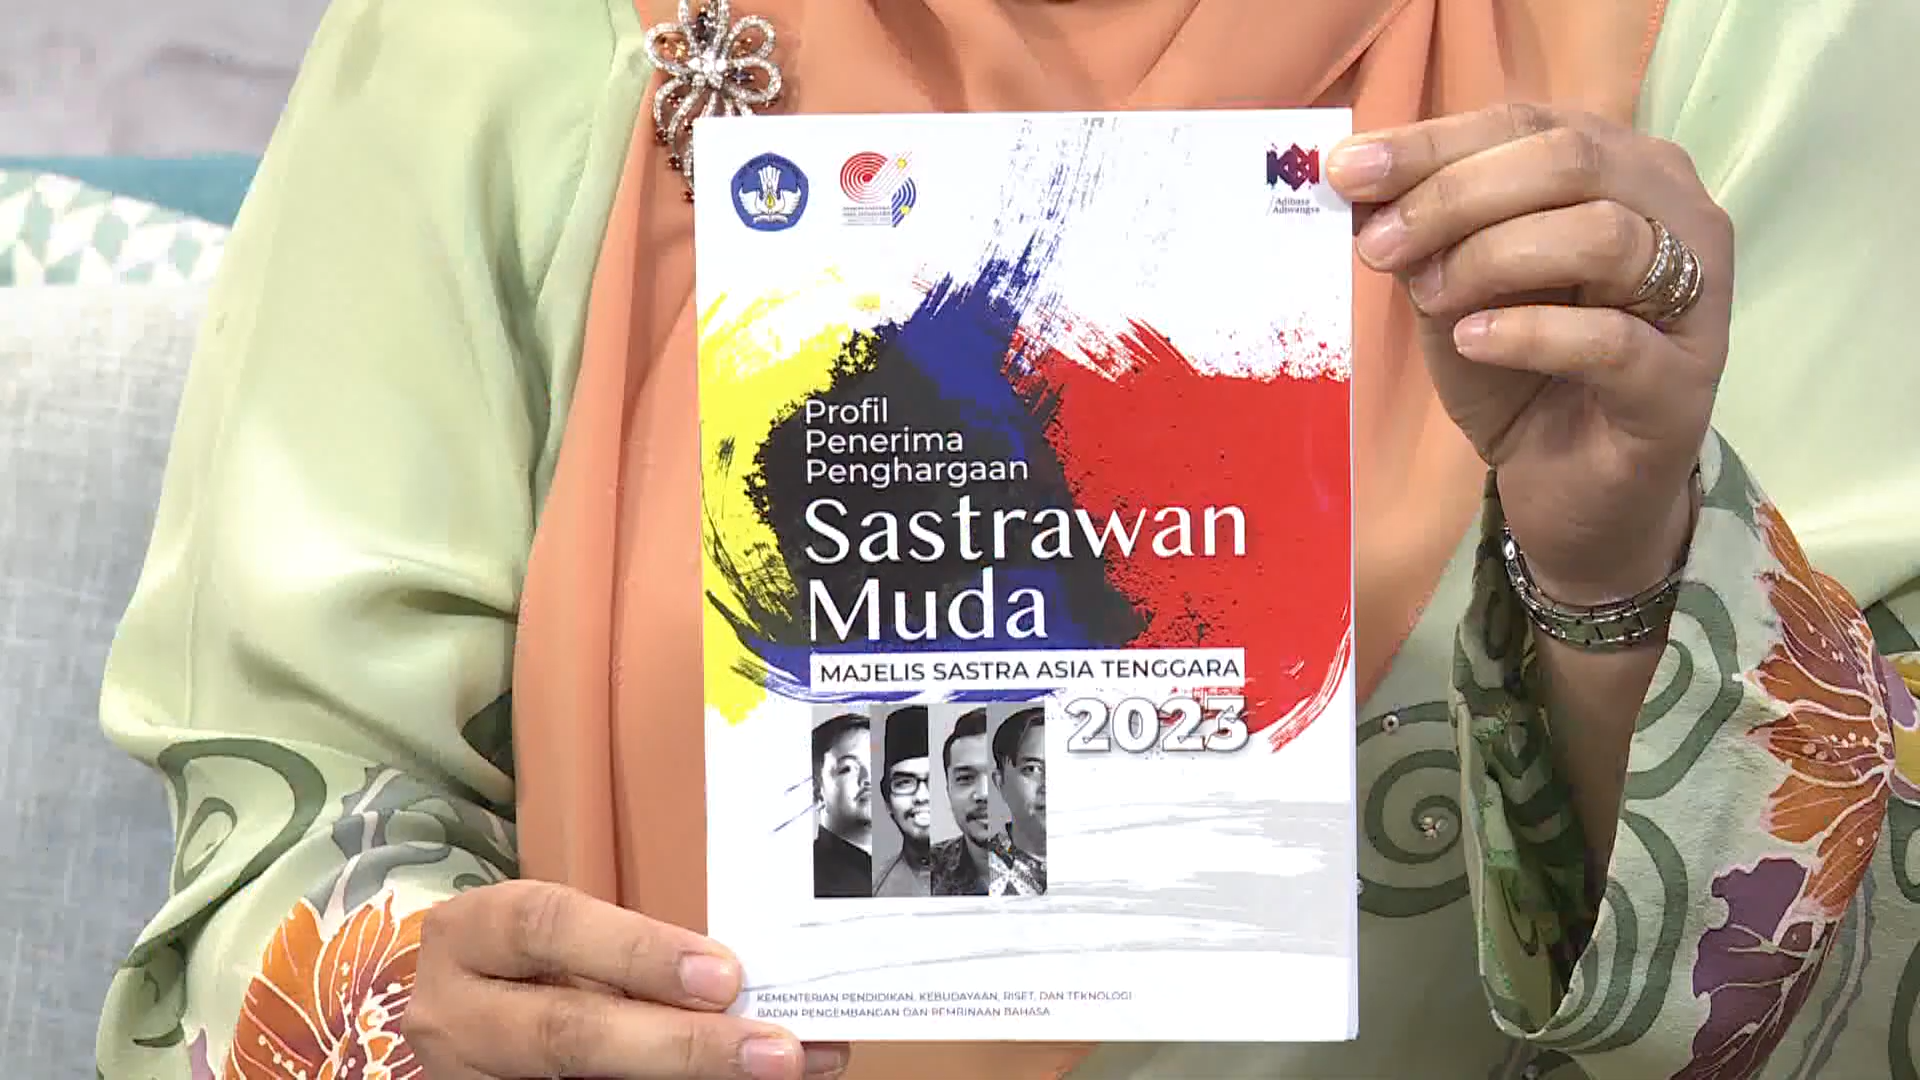 KBI
Adibasa
Adiwangsa
Profil
Penerima
Penghargaan
Sastrawan
Muda
MAJELIS SASTRA ASIA TENGGARA
2023
KEMENTERIAN PENDIDIKAN, KEBUDAYAAN, RISET, DAN TEKNOLOGI
BADAN PENGEMBANGAN DAN PEMBINAAN BAHASA